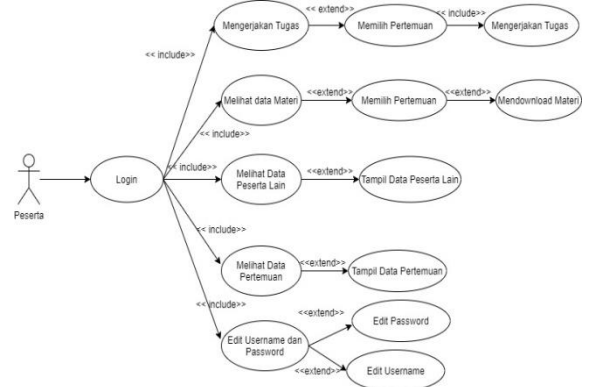 << extend>>
<< include>>
Mengerjakan Tugas
Memilih Pertemuan
Mengerjakan Tugas
<< include>>
<<extend>>
<<extend>>
Melihat data Materi
Memilih Pertemuan
Mendownload Materi
<< include>>
<< include>>
<<extend>>
Login
Melihat Data
Peserta Lain
Tampil Data Peserta Lain
Peserta
<< include>>
<<extend>>
Melihat Data
Pertemuan
Tampil Data Pertemuan
<< include>>
<<extend>>
Edit Password
Edit Username dan
Password
<<extend>>
Edit Username